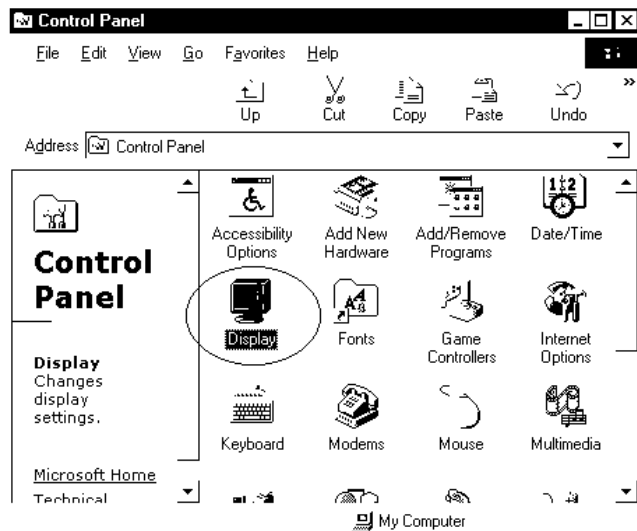 Control Panel
File Edit View Go Favorites Help
Up Cut Copy Paste Undo »
Address Control Panel
Control
Panel
Display
Changes
display
settings.
Microsoft Home
Technical
Accessibility
Options
Add New
Hardware
Add/Remove
Programs
Date/Time
Display
Fonts
Game
Controllers
Internet
Options
Keyboard
Modems
Mouse
Multimedia
My Computer